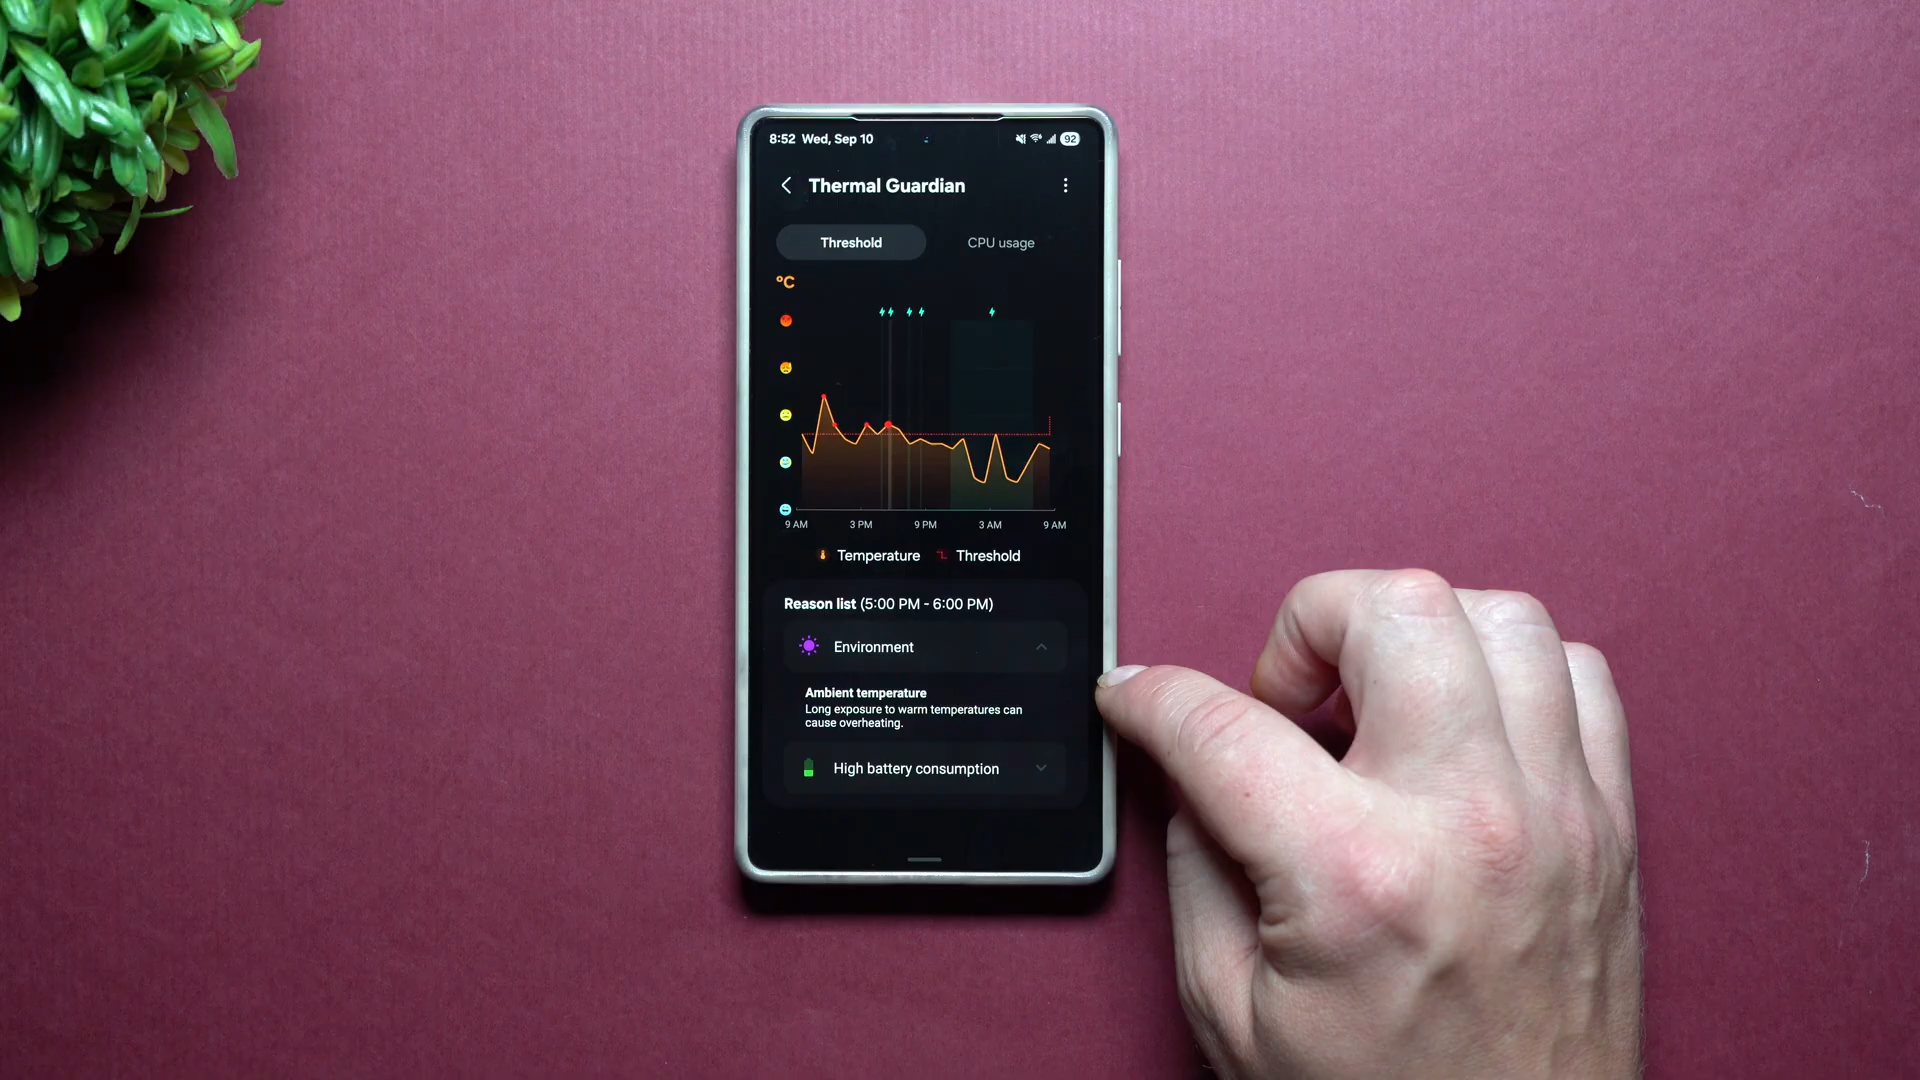 8:52 Wed, Sep 10
92
Thermal Guardian
Threshold
CPU usage
°C
9 AM
3 PM
9 PM
3 AM
9 AM
Temperature
Threshold
Reason list (5:00 PM - 6:00 PM)
Environment
Ambient temperature
Long exposure to warm temperatures can
cause overheating.
High battery consumption